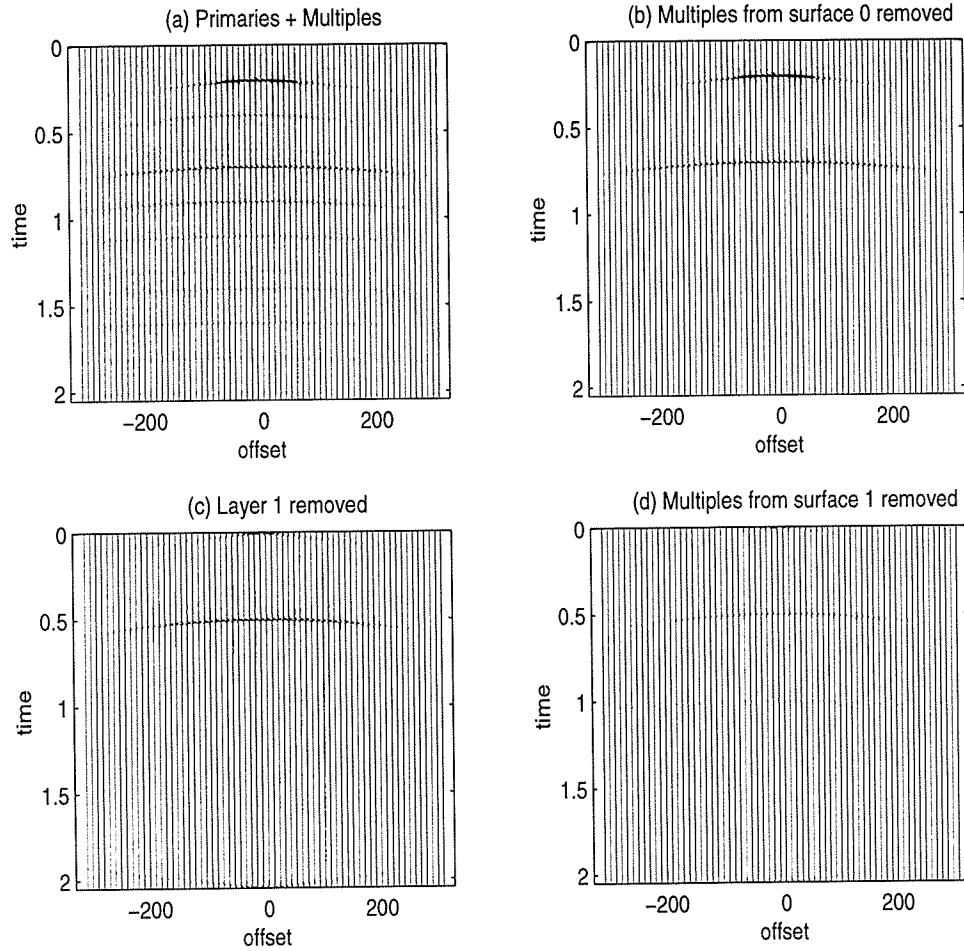 (a) Primaries + Multiples
0
0.5
1
1.5
2
time
-200 0 200
offset
(b) Multiples from surface 0 removed
0
0.5
1
1.5
2
time
-200 0 200
offset
(c) Layer 1 removed
0
0.5
1
1.5
2
time
-200 0 200
offset
(d) Multiples from surface 1 removed
0
0.5
1
1.5
2
time
-200 0 200
offset